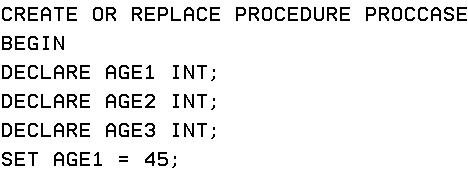 CREATE OR REPLACE PROCEDURE PROCCASE
BEGIN
DECLARE AGE1 INT;
DECLARE AGE2 INT;
DECLARE AGE3 INT;
SET AGE1 = 45;